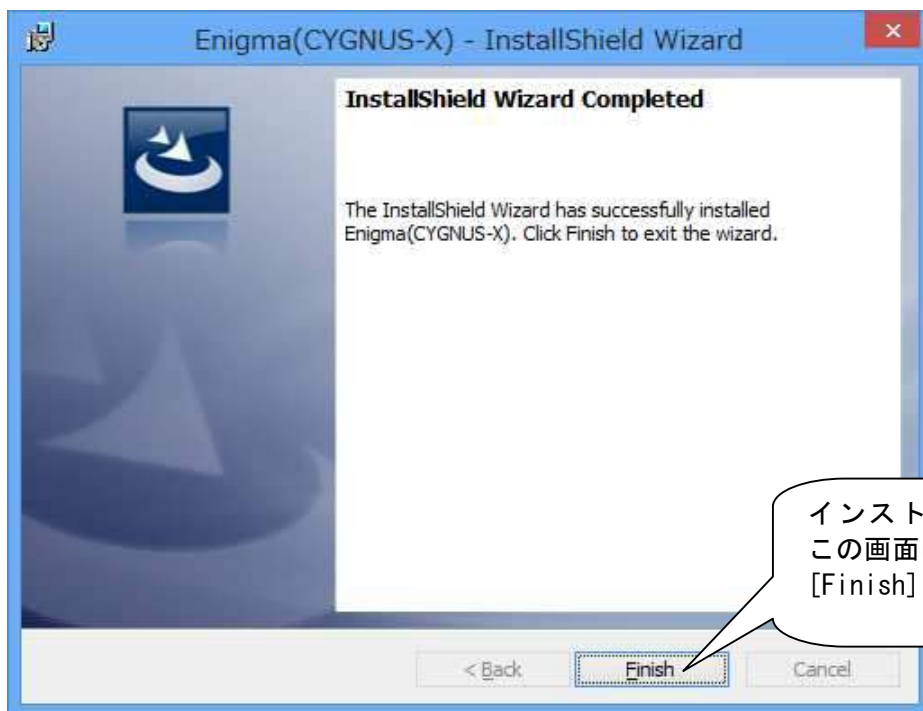 Enigma(CYGNUS-X) - InstallShield Wizard
InstallShield Wizard Completed
The InstallShield Wizard has successfully installed
Enigma(CYGNUS-X). Click Finish to exit the wizard.
インスト
この画面
[Finish]
< Back
Finish
Cancel